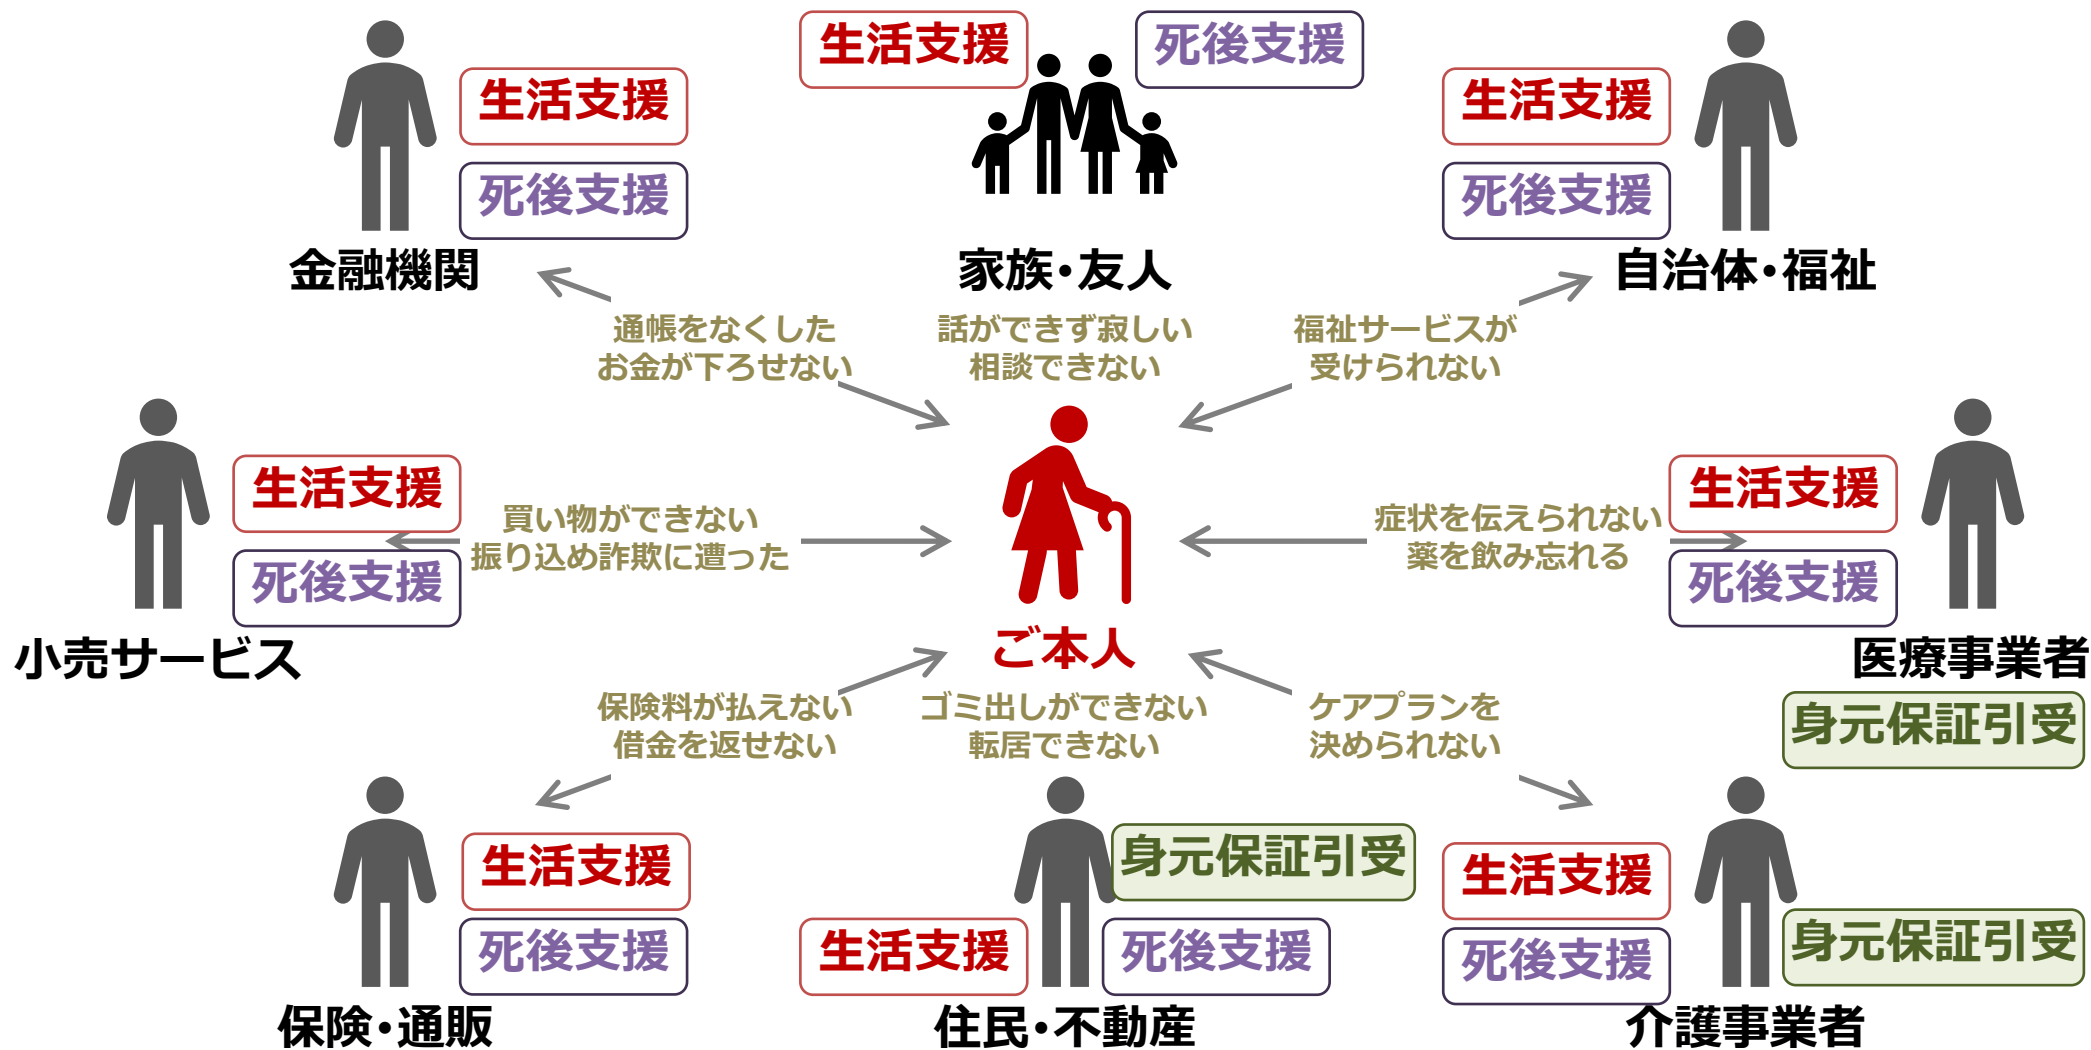 生活支援
死後支援
金融機関
生活支援
死後支援
家族・友人
生活支援
死後支援
自治体・福祉
通帳をなくした
お金が下ろせない
話ができず寂しい
相談できない
福祉サービスが
受けられない
生活支援
死後支援
小売サービス
買い物ができない
振り込め詐欺に遭った
ご本人
症状を伝えられない
薬を飲み忘れる
生活支援
死後支援
医療事業者
身元保証引受
保険料が払えない
借金を返せない
ゴミ出しができない
転居できない
ケアプランを
決められない
生活支援
死後支援
保険・通販
身元保証引受
生活支援
死後支援
住民・不動産
生活支援
死後支援
身元保証引受
介護事業者